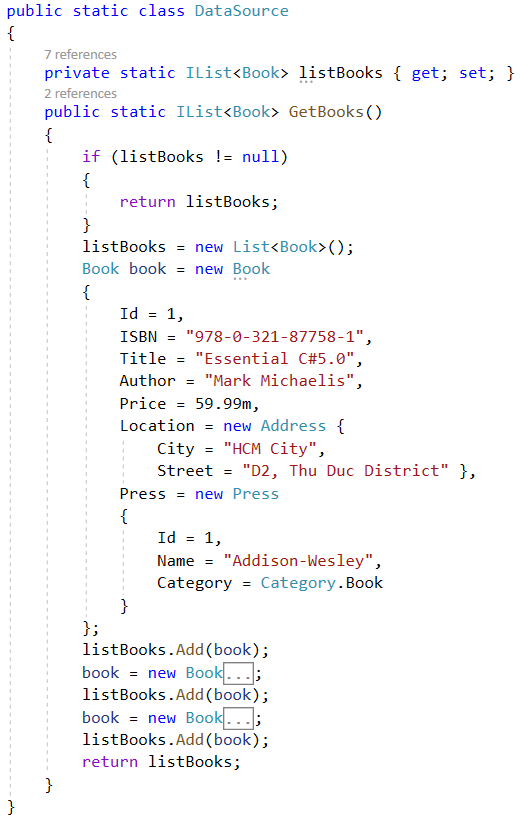 public static class DataSource
{
7 references
private static IList<Book> listBooks { get; set; }
2 references
public static IList<Book> GetBooks()
{
if (listBooks != null)
{
return listBooks;
}
listBooks = new List<Book>();
Book book = new Book
{
Id = 1,
ISBN = "978-0-321-87758-1",
Title = "Essential C#5.0",
Author = "Mark Michaelis",
Price = 59.99m,
Location = new Address {
City = "HCM City",
Street = "D2, Thu Duc District" },
Press = new Press
{
Id = 1,
Name = "Addison-Wesley",
Category = Category.Book
}
};
listBooks.Add(book);
book = new Book...;
listBooks.Add(book);
book = new Book...;
listBooks.Add(book);
return listBooks;
}
}